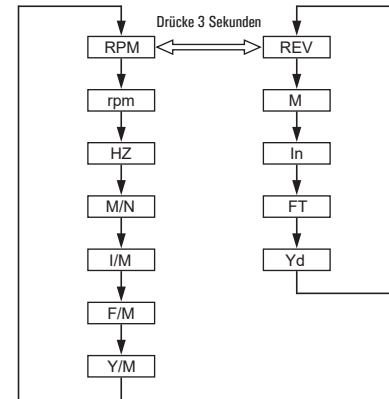 Drücke 3 Sekunden
RPM
REV
rpm
M
HZ
In
M/N
FT
I/M
Yd
F/M
Y/M